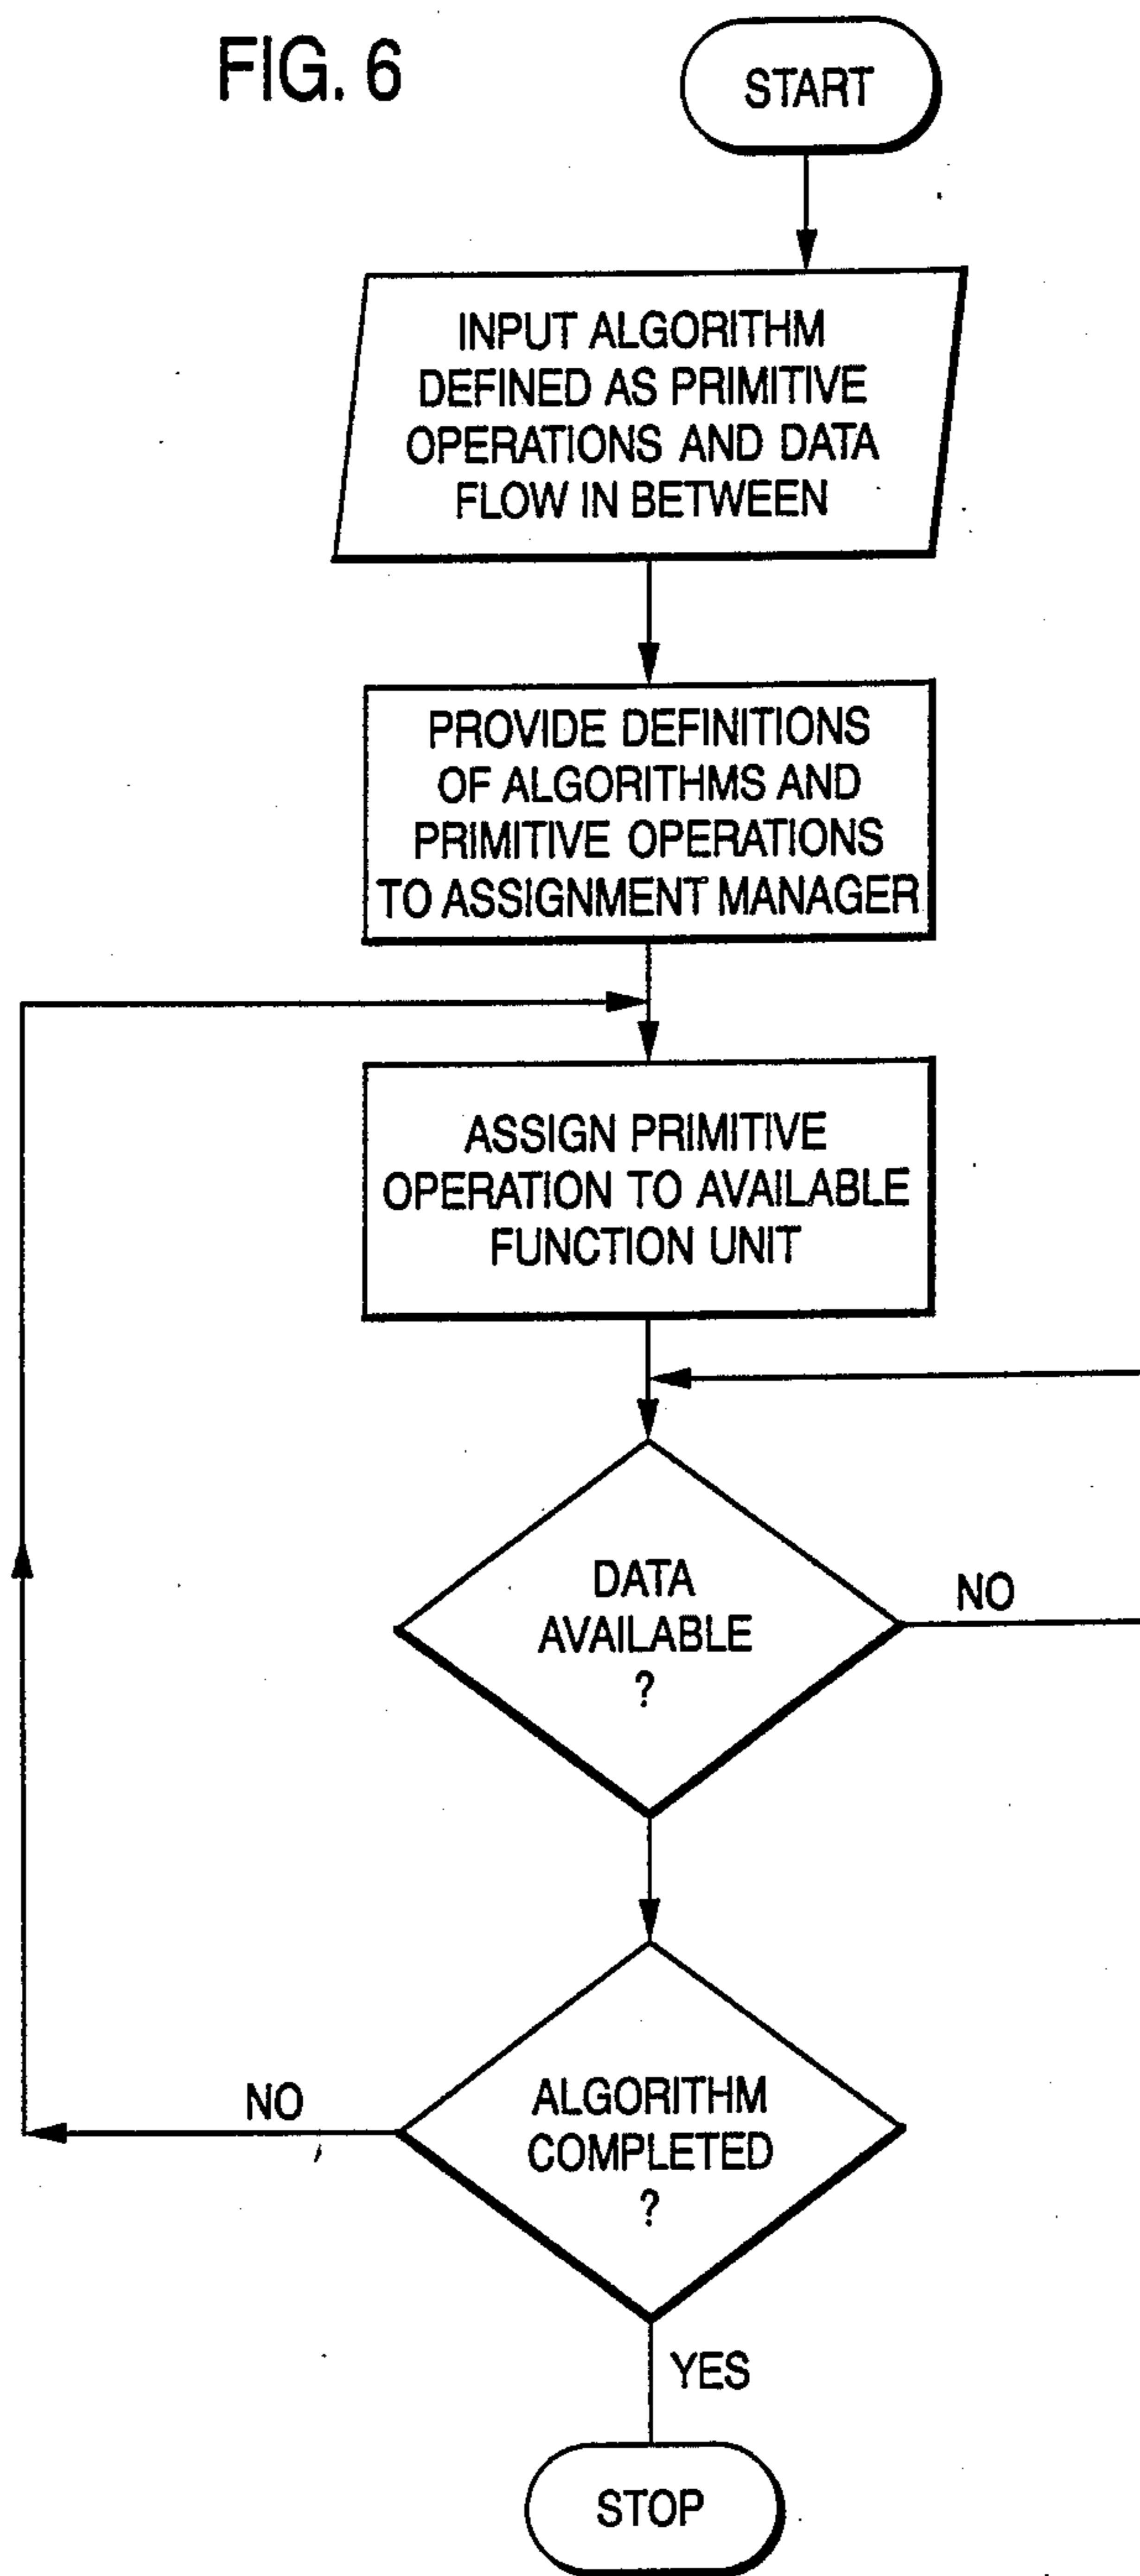 FIG. 6
START
INPUT ALGORITHM
DEFINED AS PRIMITIVE
OPERATIONS AND DATA
FLOW IN BETWEEN
PROVIDE DEFINITIONS
OF ALGORITHMS AND
PRIMITIVE OPERATIONS
TO ASSIGNMENT MANAGER
ASSIGN PRIMITIVE
OPERATION TO AVAILABLE
FUNCTION UNIT
DATA
AVAILABLE
?
NO
ALGORITHM
COMPLETED
?
NO
YES
STOP